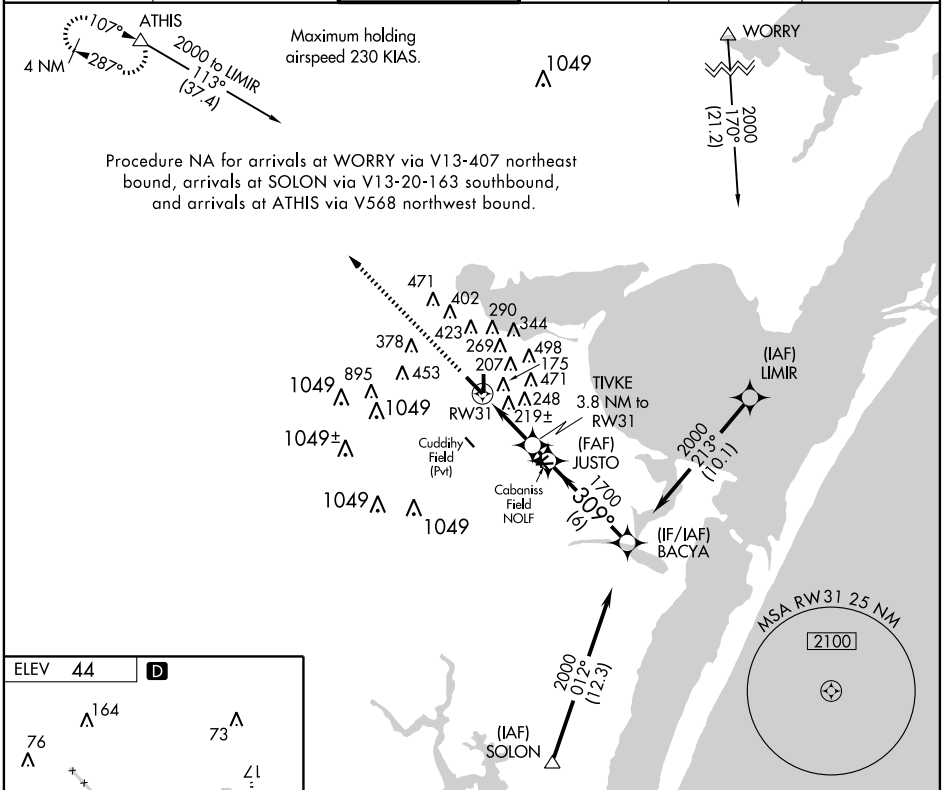 107°
ATHIS
4 NM
287°
2000 to LIMIR
113°
(37.4)
Maximum holding
airspeed 230 KIAS.
1049
WORRY
2000
170°
(21.2)
Procedure NA for arrivals at WORRY via V13-407 northeast
bound, arrivals at SOLON via V13-20-163 southbound,
and arrivals at ATHIS via V568 northwest bound.
471
402
290
423
344
378
269
498
207
175
453
471
895
1049
1049
248
219±
RW31
TIVKE
3.8 NM to
RW31
(IAF)
LIMIR
2000
213°
(10.1)
1049±
Cuddihy
Field
(Pvt)
(FAF)
JUSTO
Cabaniss
Field
NOLF
1700
309°
(6)
1049
1049
(IF/IAF)
BACYA
MSA RW31 25 NM
2100
2000
012°
(12.3)
(IAF)
SOLON
ELEV 44
D
164
73
76
17